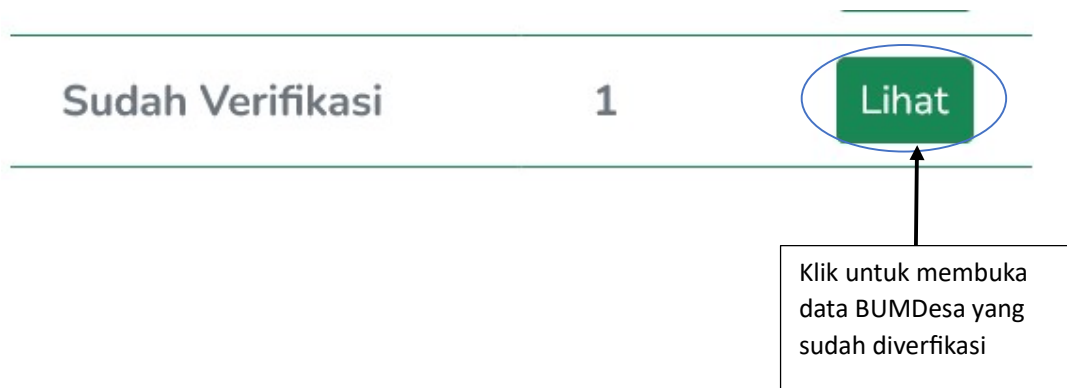 Sudah Verifikasi 1 Lihat
Klik untuk membuka
data BUMDesa yang
sudah diverfikasi